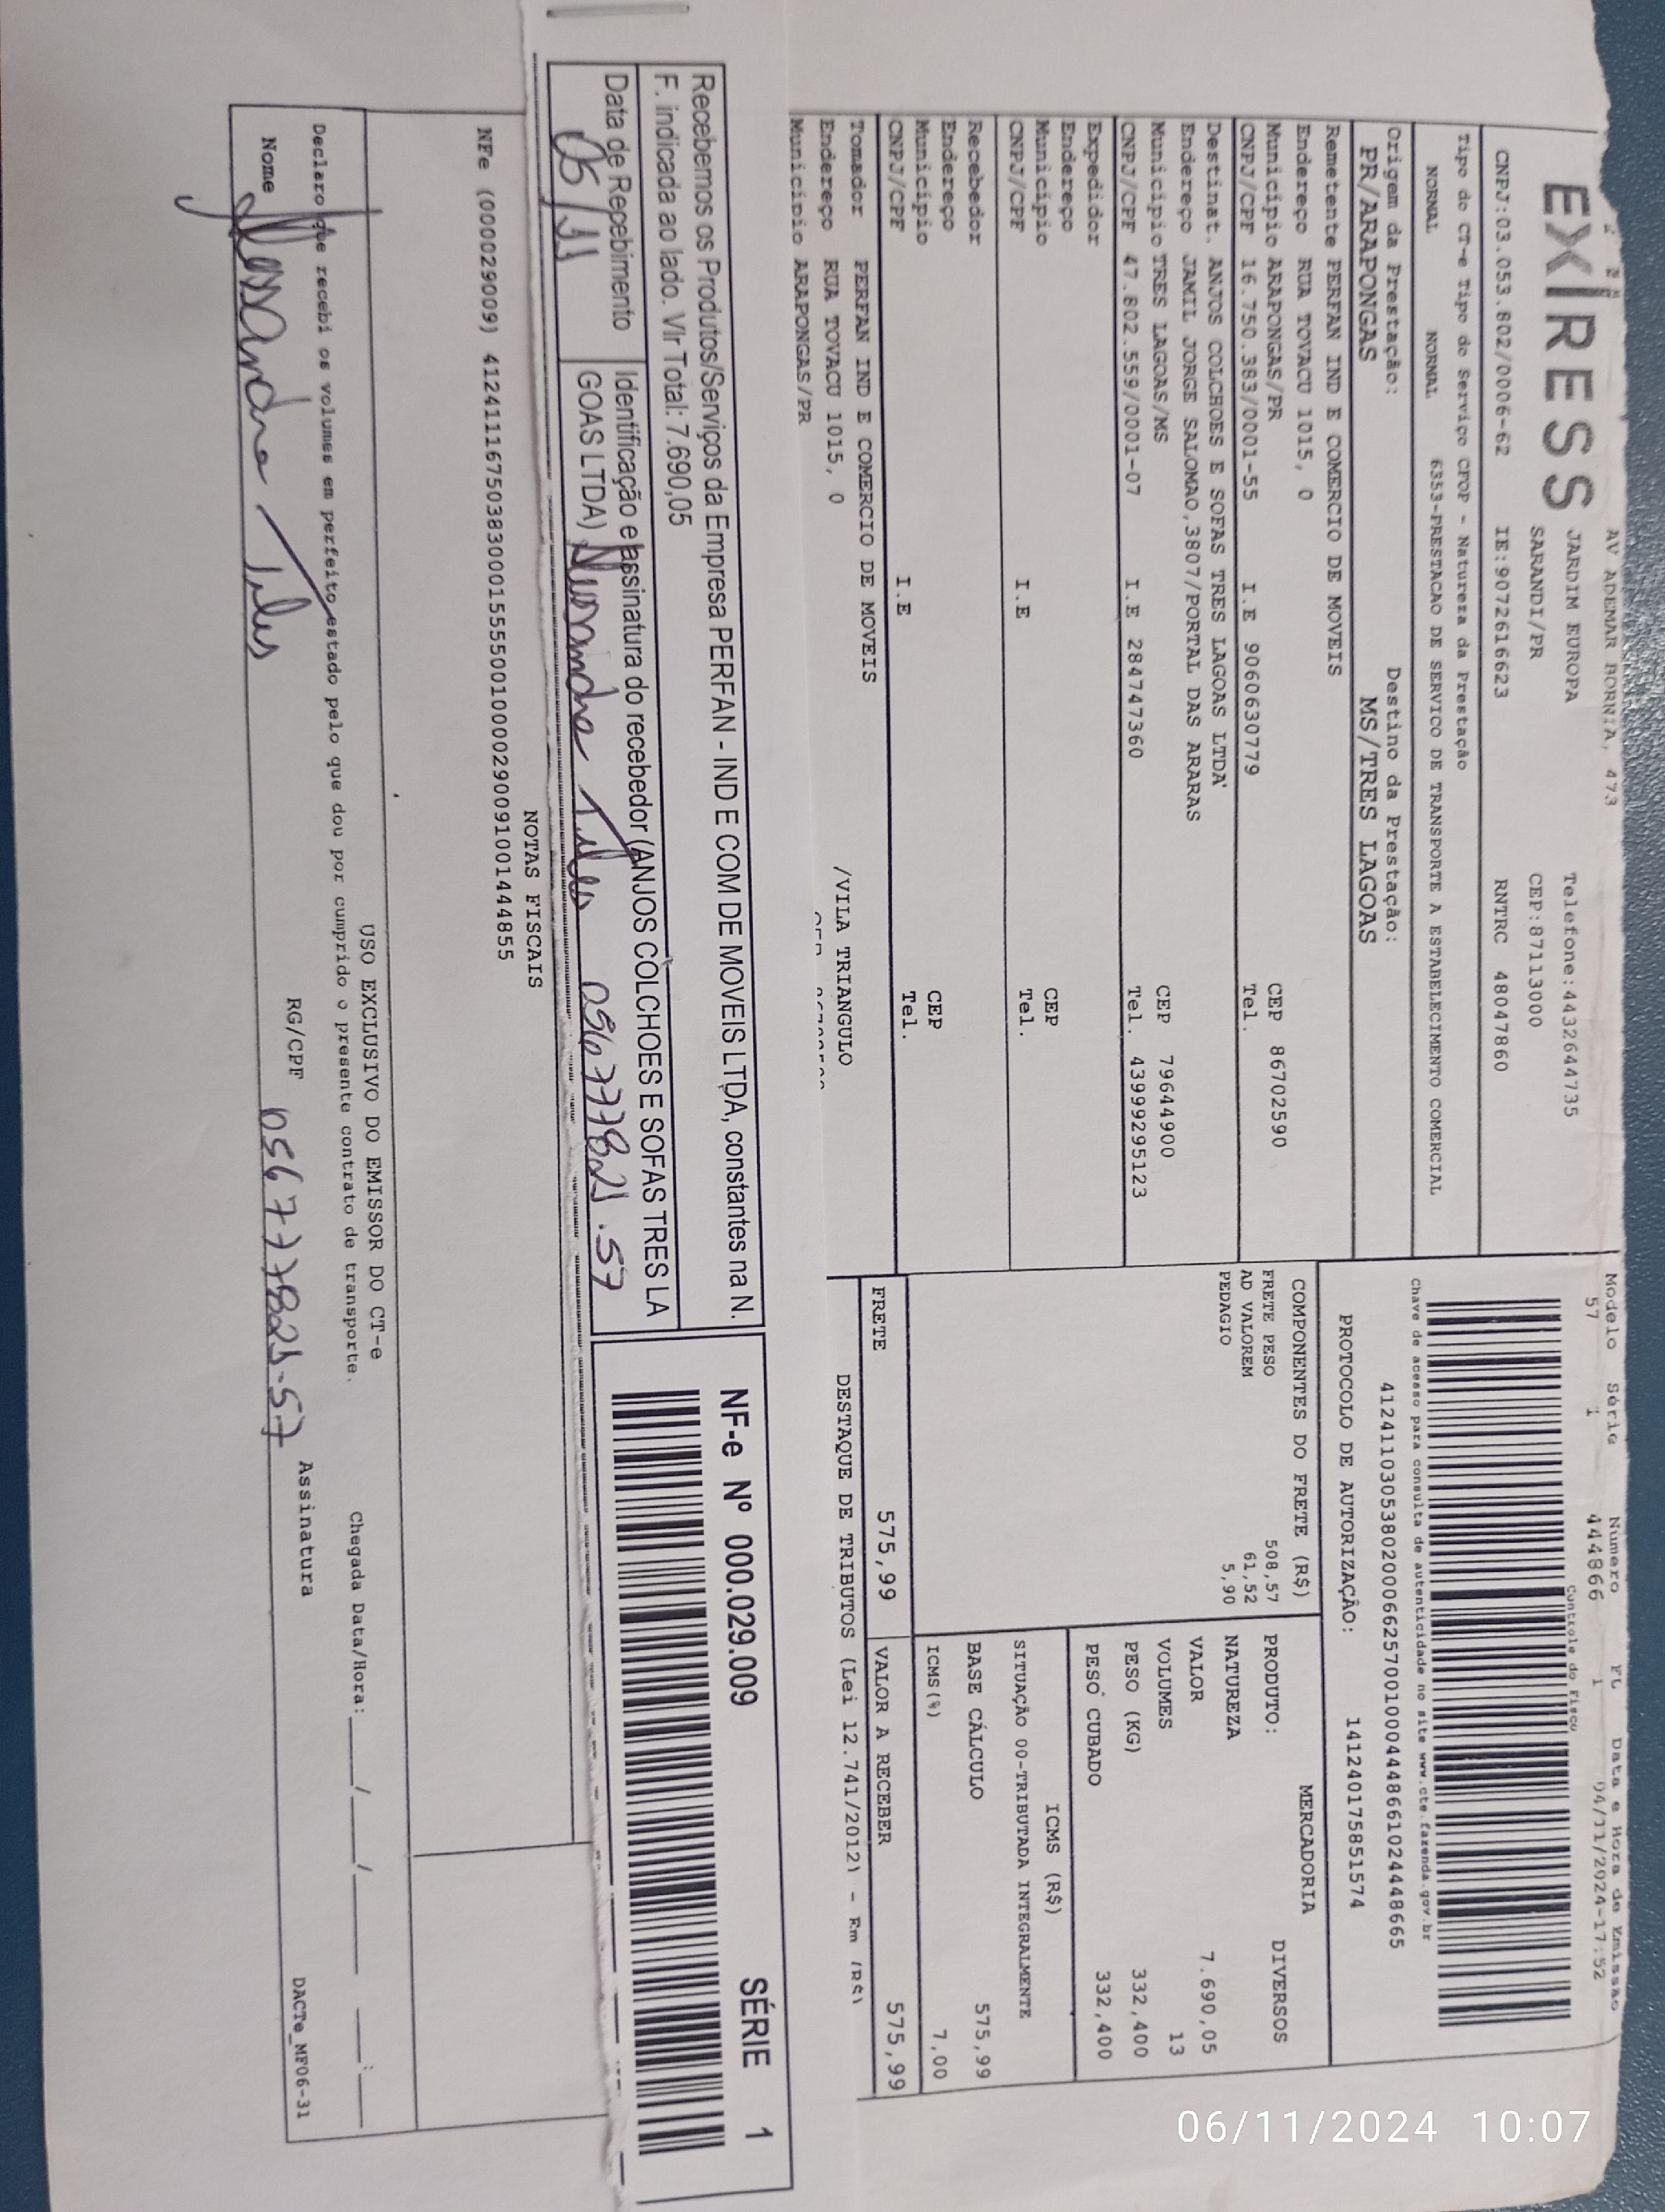 EXPRESS
AV ADEMAR BORNIA, 473
JARDIM EUROPA Telefone:4432644735
SARANDI/PR CEP:87113000
CNPJ:03.053.802/0006-62 IE:9072616623 RNTRC 48047860
Modelo Série Número FL Data e Hora de Emissão
57 1 444866 1 04/11/2024-17:52
Controle do Fisco
Chave de acesso para consulta de autenticidade no site www.cte.fazenda.gov.br
41241103053802000662570010004448661024448665
PROTOCOLO DE AUTORIZAÇÃO: 141240175851574
Tipo do CT-e Tipo do Serviço CFOP - Natureza da Prestação
NORMAL NORMAL 6353-PRESTACAO DE SERVICO DE TRANSPORTE A ESTABELECIMENTO COMERCIAL
Origem da Prestação: Destino da Prestação:
PR/ARAPONGAS MS/TRES LAGOAS
Remetente PERFAN IND E COMERCIO DE MOVEIS
Endereço RUA TOVACU 1015, 0
Município ARAPONGAS/PR CEP 86702590
CNPJ/CPF 16.750.383/0001-55 I.E 9060630779 Tel.
Destinat. ANJOS COLCHOES E SOFAS TRES LAGOAS LTDA
Endereço JAMIL JORGE SALOMAO,3807/PORTAL DAS ARARAS
Município TRES LAGOAS/MS CEP 79644900
CNPJ/CPF 47.802.559/0001-07 I.E 284747360 Tel. 43999295123
Expedidor
Endereço
Município CEP
CNPJ/CPF I.E Tel.
Recebedor
Endereço
Município CEP
CNPJ/CPF I.E Tel.
Tomador PERFAN IND E COMERCIO DE MOVEIS
Endereço RUA TOVACU 1015, 0 /VILA TRIANGULO
Município ARAPONGAS/PR
COMPONENTES DO FRETE (R$)
FRETE PESO 508,57
AD VALOREM 61,52
PEDAGIO 5,90
MERCADORIA
PRODUTO: DIVERSOS
NATUREZA
VALOR 7.690,05
VOLUMES 13
PESO (KG) 332,400
PESO CUBADO 332,400
ICMS (R$)
SITUAÇÃO 00-TRIBUTADA INTEGRALMENTE
BASE CÁLCULO 575,99
ICMS(%) 7,00
FRETE 575,99 VALOR A RECEBER 575,99
DESTAQUE DE TRIBUTOS (Lei 12.741/2012) - Em (R$)
Recebemos os Produtos/Serviços da Empresa PERFAN - IND E COM DE MOVEIS LTDA, constantes na N.
F. indicada ao lado. Vlr Total: 7.690,05
Data de Recebimento Identificação e assinatura do recebedor (ANJOS COLCHOES E SOFAS TRES LA
GOAS LTDA)
05/11 056777821.57
NF-e Nº 000.029.009 SÉRIE 1
NOTAS FISCAIS
NFe (000029009) 41241116750383000155550010000290091001444855
USO EXCLUSIVO DO EMISSOR DO CT-e
Declaro que recebi os volumes em perfeito estado pelo que dou por cumprido o presente contrato de transporte. Chegada Data/Hora:___/___/_____ __:__
Nome RG/CPF 056777821-57 Assinatura
DACTe_MF06-31
06/11/2024 10:07